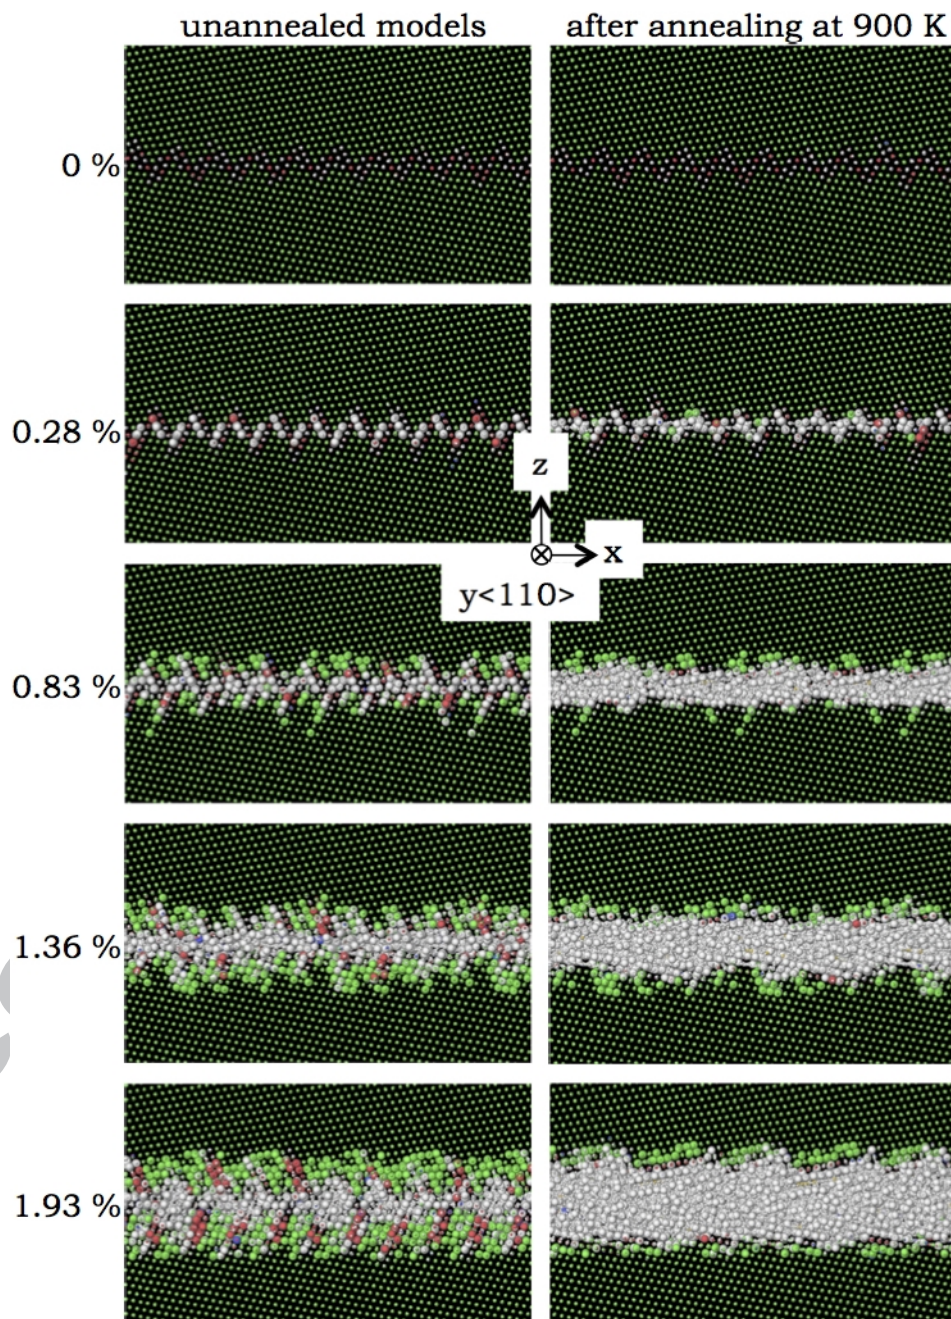 unannealed models
after annealing at 900 K
0 %
0.28 %
z
x
y<110>
0.83 %
1.36 %
1.93 %